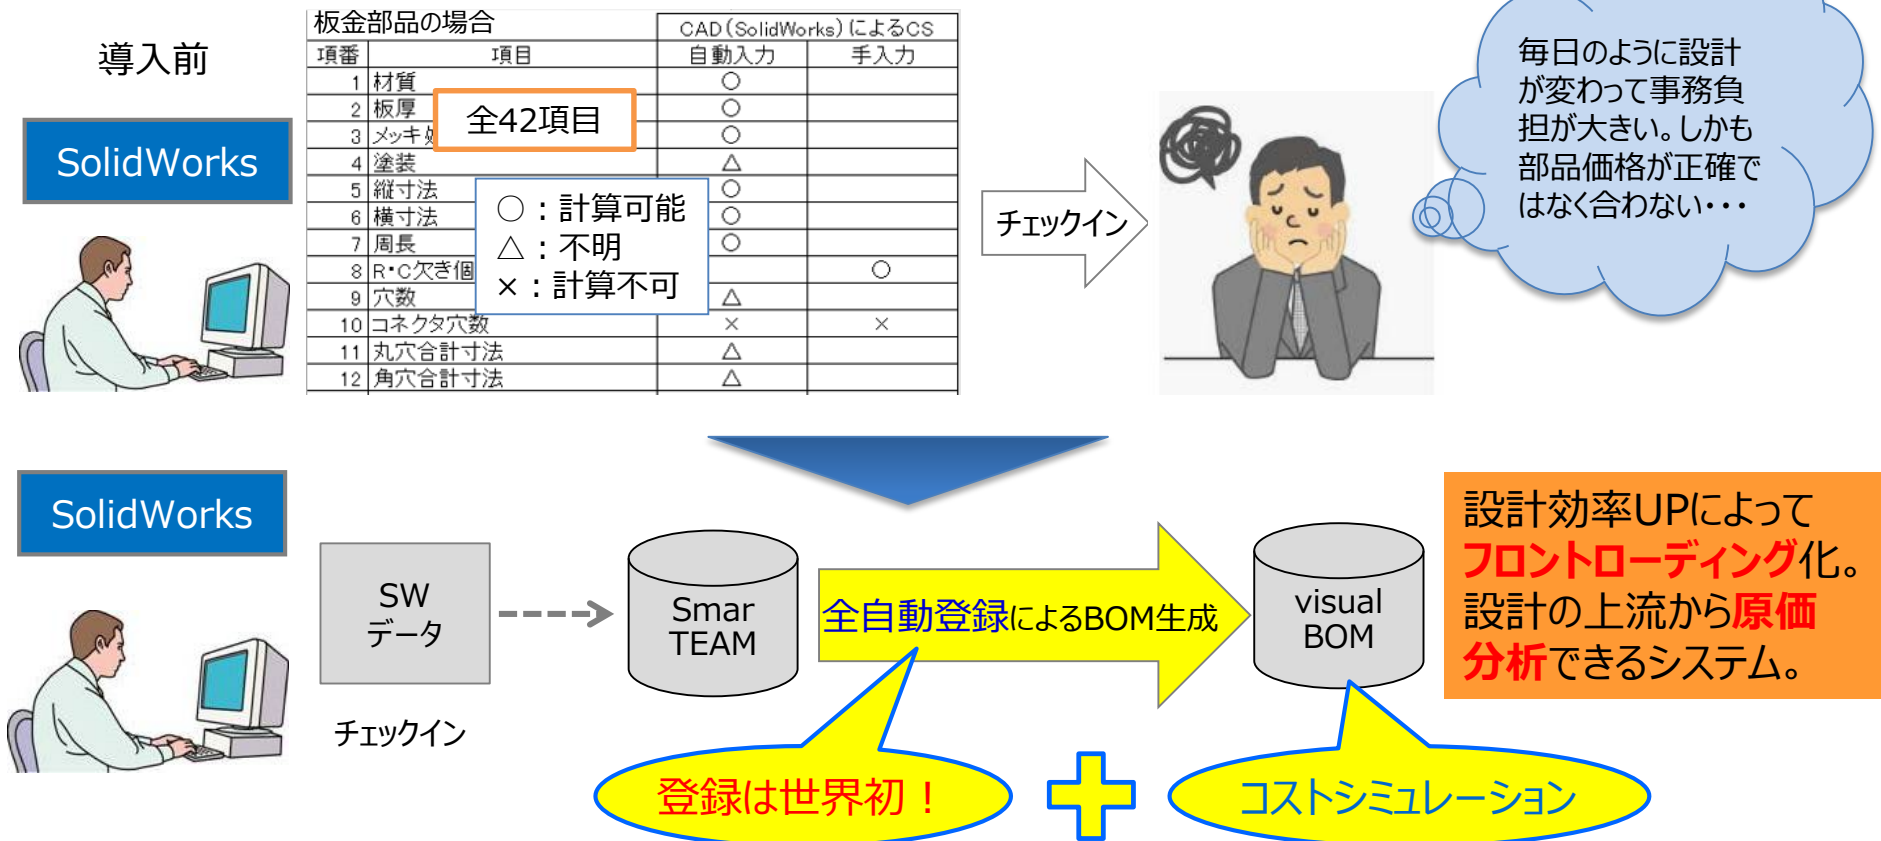 導入前
SolidWorks
板金部品の場合
CAD(SolidWorks)によるCS
項番 項目 自動入力 手入力
1 材質 ○
2 板厚 ○
3 メッキ ○
4 塗装 △
5 縦寸法 ○
6 横寸法 ○
7 周長 ○
8 R・C欠き個 ○
9 穴数 △
10 コネクタ穴数 × ×
11 丸穴合計寸法 △
12 角穴合計寸法 △
全42項目
○：計算可能
△：不明
×：計算不可
チェックイン
毎日のように設計
が変わって事務負
担が大きい。しかも
部品価格が正確で
はなく合わない・・・
SolidWorks
SW
データ
チェックイン
Smar
TEAM
全自動登録によるBOM生成
visual
BOM
設計効率UPによって
フロントローディング化。
設計の上流から原価
分析できるシステム。
登録は世界初！
コストシミュレーション